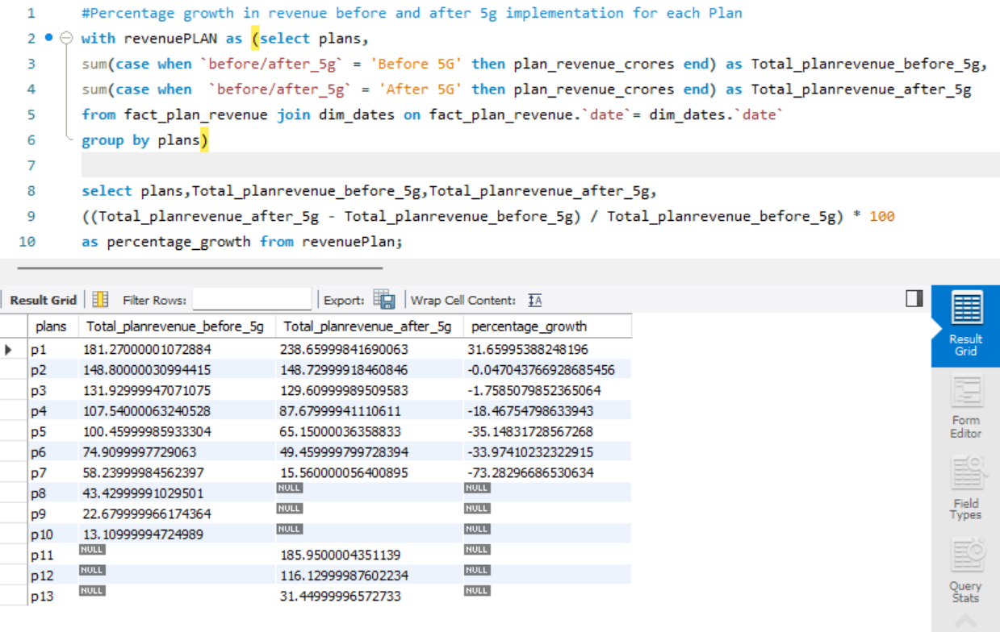 1 #Percentage growth in revenue before and after 5g implementation for each Plan
2 with revenuePLAN as (select plans,
3 sum(case when `before/after_5g` = 'Before 5G' then plan_revenue_crores end) as Total_planrevenue_before_5g,
4 sum(case when  `before/after_5g` = 'After 5G' then plan_revenue_crores end) as Total_planrevenue_after_5g
5 from fact_plan_revenue join dim_dates on fact_plan_revenue.`date`= dim_dates.`date`
6 group by plans)
7
8 select plans,Total_planrevenue_before_5g,Total_planrevenue_after_5g,
9 ((Total_planrevenue_after_5g - Total_planrevenue_before_5g) / Total_planrevenue_before_5g) * 100
10 as percentage_growth from revenuePlan;
Result Grid Filter Rows: Export: Wrap Cell Content: IA
plans Total_planrevenue_before_5g Total_planrevenue_after_5g percentage_growth
p1 181.27000001072884 238.65999841690063 31.65995388248196
p2 148.80000030994415 148.72999918460846 -0.047043766928685456
p3 131.92999947071075 129.60999989509583 -1.7585079852365064
p4 107.54000063240528 87.67999941110611 -18.46754798633943
p5 100.45999985933304 65.15000036358833 -35.14831728567268
p6 74.9099997729063 49.459999799728394 -33.97410232322915
p7 58.23999984562397 15.560000056400895 -73.28296686530634
p8 43.42999991029501 NULL NULL
p9 22.679999966174364 NULL NULL
p10 13.10999994724989 NULL NULL
p11 NULL 185.9500004351139 NULL
p12 NULL 116.12999987602234 NULL
p13 NULL 31.44999996572733 NULL
Result
Grid
Form
Editor
Field
Types
Query
Stats